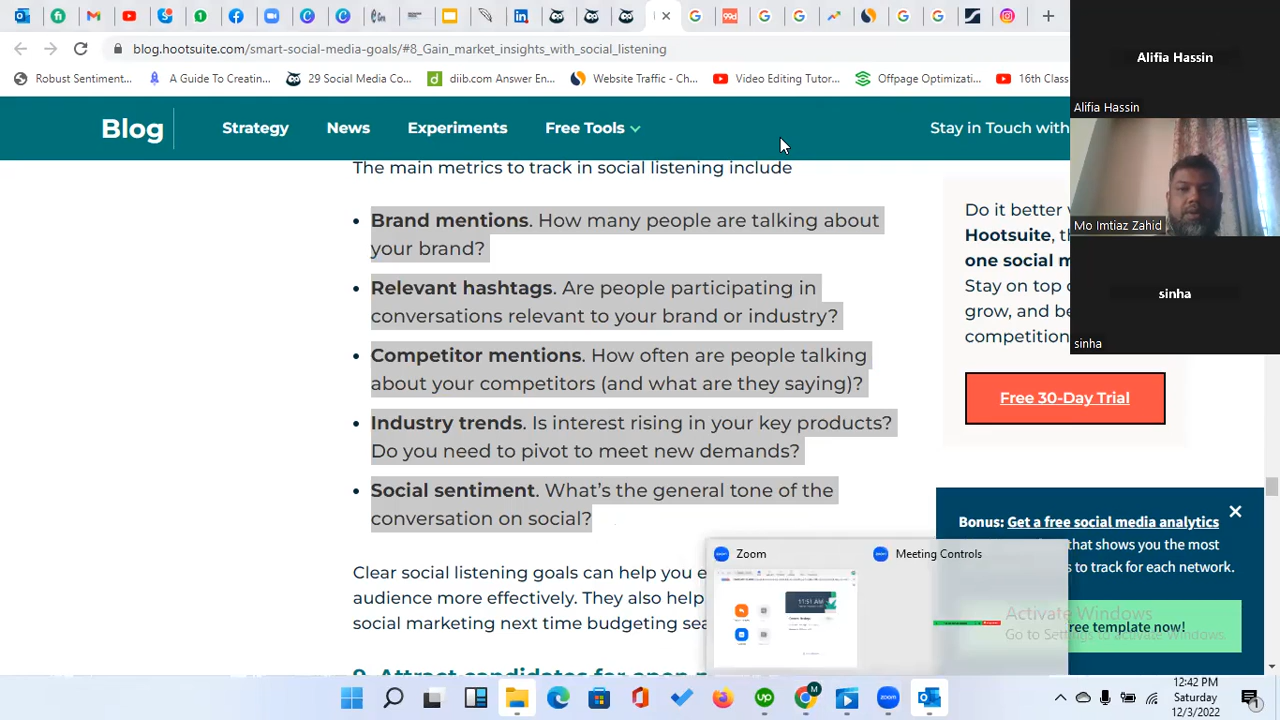 blog.hootsuite.com/smart-social-media-goals/#8_Gain_market_insights_with_social_listening
Robust Sentiment...
A Guide To Creatin...
29 Social Media Co...
diib.com Answer En...
Website Traffic - Ch...
Video Editing Tutor...
Offpage Optimizati...
16th Class
Alifia Hassin
Alifia Hassin
Blog
Strategy
News
Experiments
Free Tools
Stay in Touch with
The main metrics to track in social listening include
Brand mentions. How many people are talking about
your brand?
Relevant hashtags. Are people participating in
conversations relevant to your brand or industry?
Competitor mentions. How often are people talking
about your competitors (and what are they saying)?
Industry trends. Is interest rising in your key products?
Do you need to pivot to meet new demands?
Social sentiment. What's the general tone of the
conversation on social?
Clear social listening goals can help you e
audience more effectively. They also help
social marketing next time budgeting sea
9. Attract candidates for open p
Do it better
Hootsuite, th
one social m
Stay on top
grow, and be
competition
Free 30-Day Trial
Mo Imtiaz Zahid
sinha
sinha
Bonus: Get a free social media analytics
that shows you the most
to track for each network.
free template now!
Activate Windows
Go to Settings to activate Windows.
Zoom
Meeting Controls
11:51 AM
12:42 PM
Saturday
12/3/2022